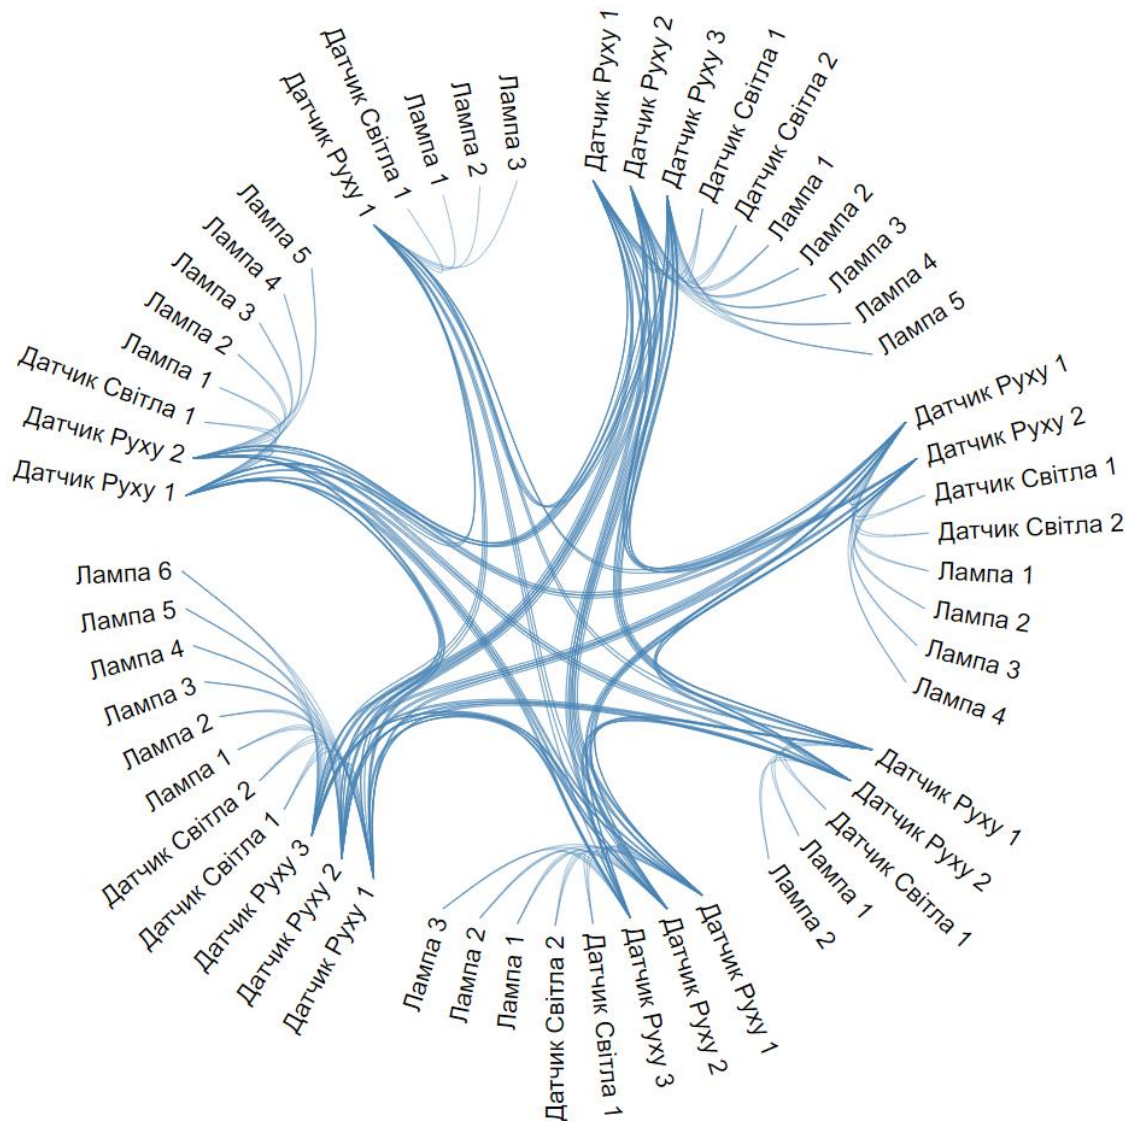 Датчик Руху 1
Датчик Руху 2
Датчик Руху 3
Датчик Світла 1
Датчик Світла 2
Лампа 1
Лампа 2
Лампа 3
Лампа 4
Лампа 5
Датчик Руху 1
Датчик Руху 2
Датчик Світла 1
Датчик Світла 2
Лампа 1
Лампа 2
Лампа 3
Лампа 4
Датчик Руху 1
Датчик Руху 2
Датчик Світла 1
Лампа 1
Лампа 2
Датчик Руху 1
Датчик Руху 2
Датчик Руху 3
Датчик Світла 1
Датчик Світла 2
Лампа 1
Лампа 2
Лампа 3
Датчик Руху 1
Датчик Руху 2
Датчик Руху 3
Датчик Світла 1
Датчик Світла 2
Лампа 1
Лампа 2
Лампа 3
Лампа 4
Лампа 5
Лампа 6
Датчик Руху 1
Датчик Руху 2
Датчик Світла 1
Лампа 1
Лампа 2
Лампа 3
Лампа 4
Лампа 5
Датчик Руху 1
Датчик Світла 1
Лампа 1
Лампа 2
Лампа 3